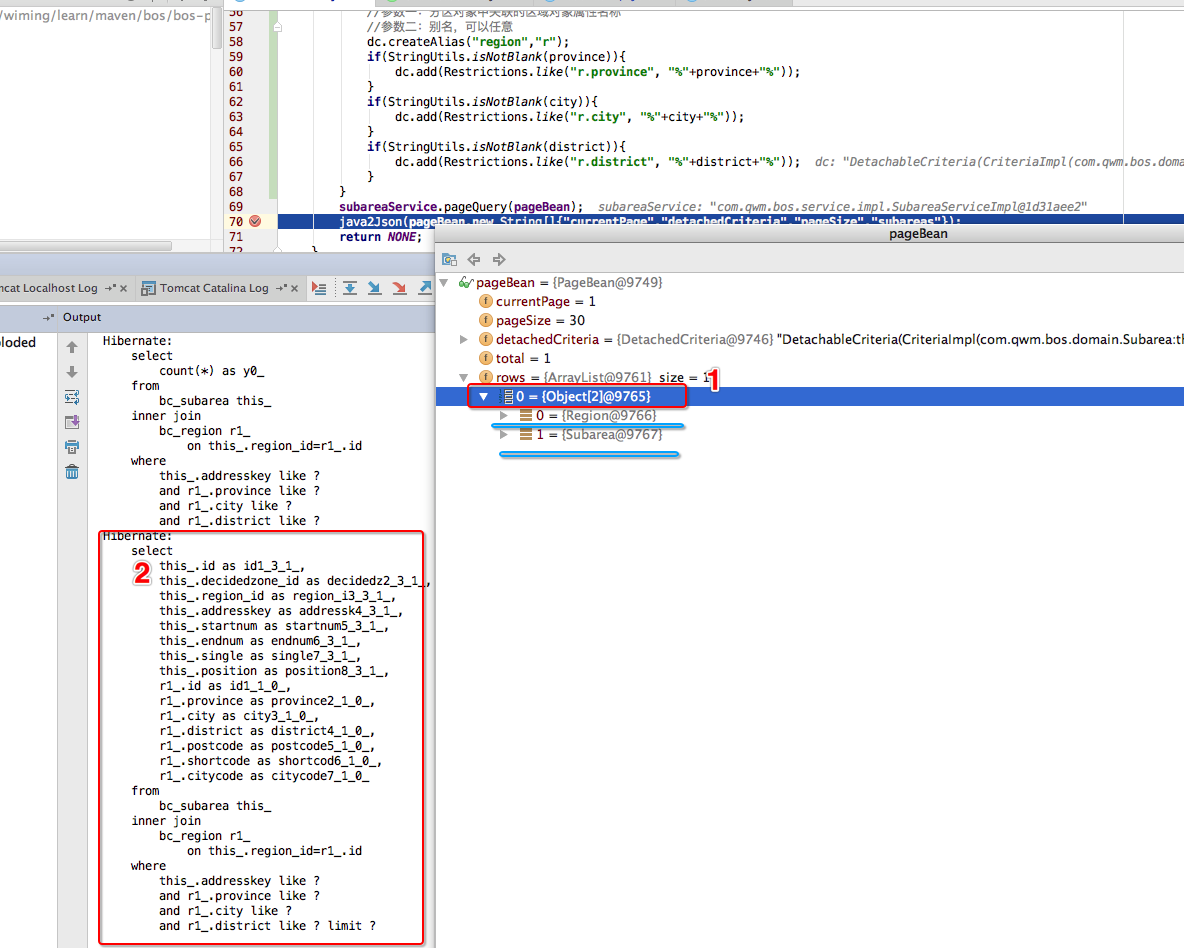 /wiming/learn/maven/bos/bos-p
56 //参数一：分区对象中关联的区域对象属性名称
57 //参数二：别名，可以任意
58 dc.createAlias("region","r");
59 if(StringUtils.isNotBlank(province)){
60 dc.add(Restrictions.like("r.province", "%"+province+"%"));
61 }
62 if(StringUtils.isNotBlank(city)){
63 dc.add(Restrictions.like("r.city", "%"+city+"%"));
64 }
65 if(StringUtils.isNotBlank(district)){
66 dc.add(Restrictions.like("r.district", "%"+district+"%")); dc: "DetachableCriteria(CriteriaImpl(com.qwm.bos.doma
67 }
68 }
69 subareaService.pageQuery(pageBean); subareaService: "com.qwm.bos.service.impl.SubareaServiceImpl@1d31aee2"
70 java2Json(pageBean,new String[]{"currentPage","detachedCriteria","pageSize","subareas"});
71 return NONE;
72 }
pageBean
pageBean = {PageBean@9749}
currentPage = 1
pageSize = 30
detachedCriteria = {DetachedCriteria@9746} "DetachableCriteria(CriteriaImpl(com.qwm.bos.domain.Subarea:th
total = 1
rows = {ArrayList@9761} size = 1
1
0 = {Object[2]@9765}
0 = {Region@9766}
1 = {Subarea@9767}
mcat Localhost Log
Tomcat Catalina Log
Output
loded
Hibernate:
select
count(*) as y0_
from
bc_subarea this_
inner join
bc_region r1_
on this_.region_id=r1_.id
where
this_.addresskey like ?
and r1_.province like ?
and r1_.city like ?
and r1_.district like ?
Hibernate:
select
2
this_.id as id1_3_1_,
this_.decidedzone_id as decidedz2_3_1_,
this_.region_id as region_i3_3_1_,
this_.addresskey as addressk4_3_1_,
this_.startnum as startnum5_3_1_,
this_.endnum as endnum6_3_1_,
this_.single as single7_3_1_,
this_.position as position8_3_1_,
r1_.id as id1_1_0_,
r1_.province as province2_1_0_,
r1_.city as city3_1_0_,
r1_.district as district4_1_0_,
r1_.postcode as postcode5_1_0_,
r1_.shortcode as shortcod6_1_0_,
r1_.citycode as citycode7_1_0_
from
bc_subarea this_
inner join
bc_region r1_
on this_.region_id=r1_.id
where
this_.addresskey like ?
and r1_.province like ?
and r1_.city like ?
and r1_.district like ? limit ?